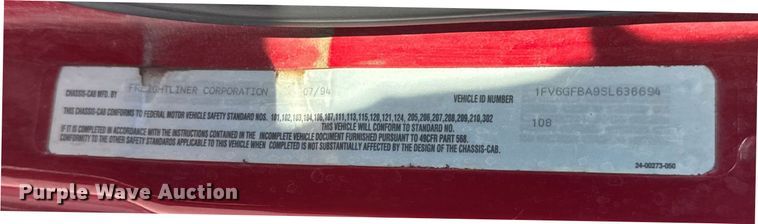 CHASSIS-CAB MFD. BY FREIGHTLINER CORPORATION 07/94 1FV6GFBA9SL636694
THIS CHASSIS-CAB CONFORMS TO FEDERAL MOTOR VEHICLE SAFETY STANDARD NOS. 101,102,103,104,106,107,111,113,115,120,121,124, 205,206,207,208,209,210,302 108
THIS VEHICLE WILL CONFORM TO STANDARD NOS.
IF IT IS COMPLETED IN ACCORDANCE WITH THE INSTRUCTIONS CONTAINED IN THE INCOMPLETE VEHICLE DOCUMENT FURNISHED PURSUANT TO 49CFR PART 568.
CONFORMITY TO THE OTHER SAFETY STANDARDS APPLICABLE TO THIS VEHICLE WHEN COMPLETED IS NOT SUBSTANTIALLY AFFECTED BY THE DESIGN OF THE CHASSIS-CAB.
24-00273-050
Purple Wave Auction
Purple Wave Auction